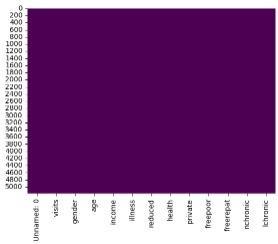 0
200
400
600
800
1000
1200
1400
1600
1800
2000
2200
2400
2600
2800
3000
3200
3400
3600
3800
4000
4200
4400
4600
4800
5000
Unnamed: 0
visits
gender
age
income
illness
reduced
health
private
freepoor
freerepat
nchronic
lchronic